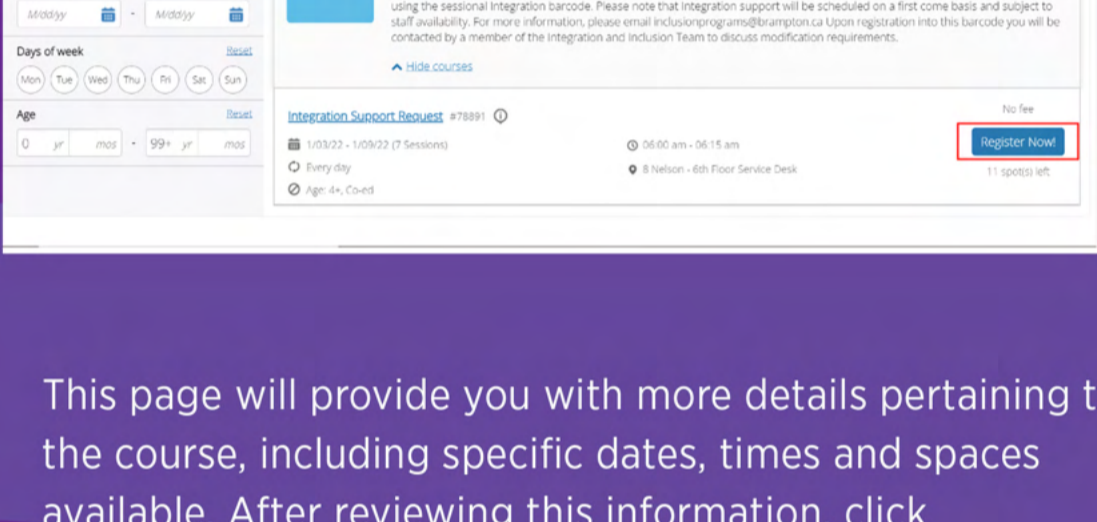 using the sessional Integration barcode. Please note that Integration support will be scheduled on a first come basis and subject to
M/dd/yy - M/dd/yy
staff availability. For more information, please email inclusionprograms@brampton.ca Upon registration into this barcode you will be
contacted by a member of the Integration and Inclusion Team to discuss modification requirements.
Days of week Reset
Hide courses
Mon Tue Wed Thu Fri Sat Sun
Age Reset
Integration Support Request #78891
No fee
0 yr mos - 99+ yr mos
1/03/22 - 1/09/22 (7 Sessions)
06:00 am - 06:15 am
Register Now!
Every day
8 Nelson - 6th Floor Service Desk
11 spot(s) left
Age: 4+, Co-ed
This page will provide you with more details pertaining t
the course, including specific dates, times and spaces
available. After reviewing this information, click